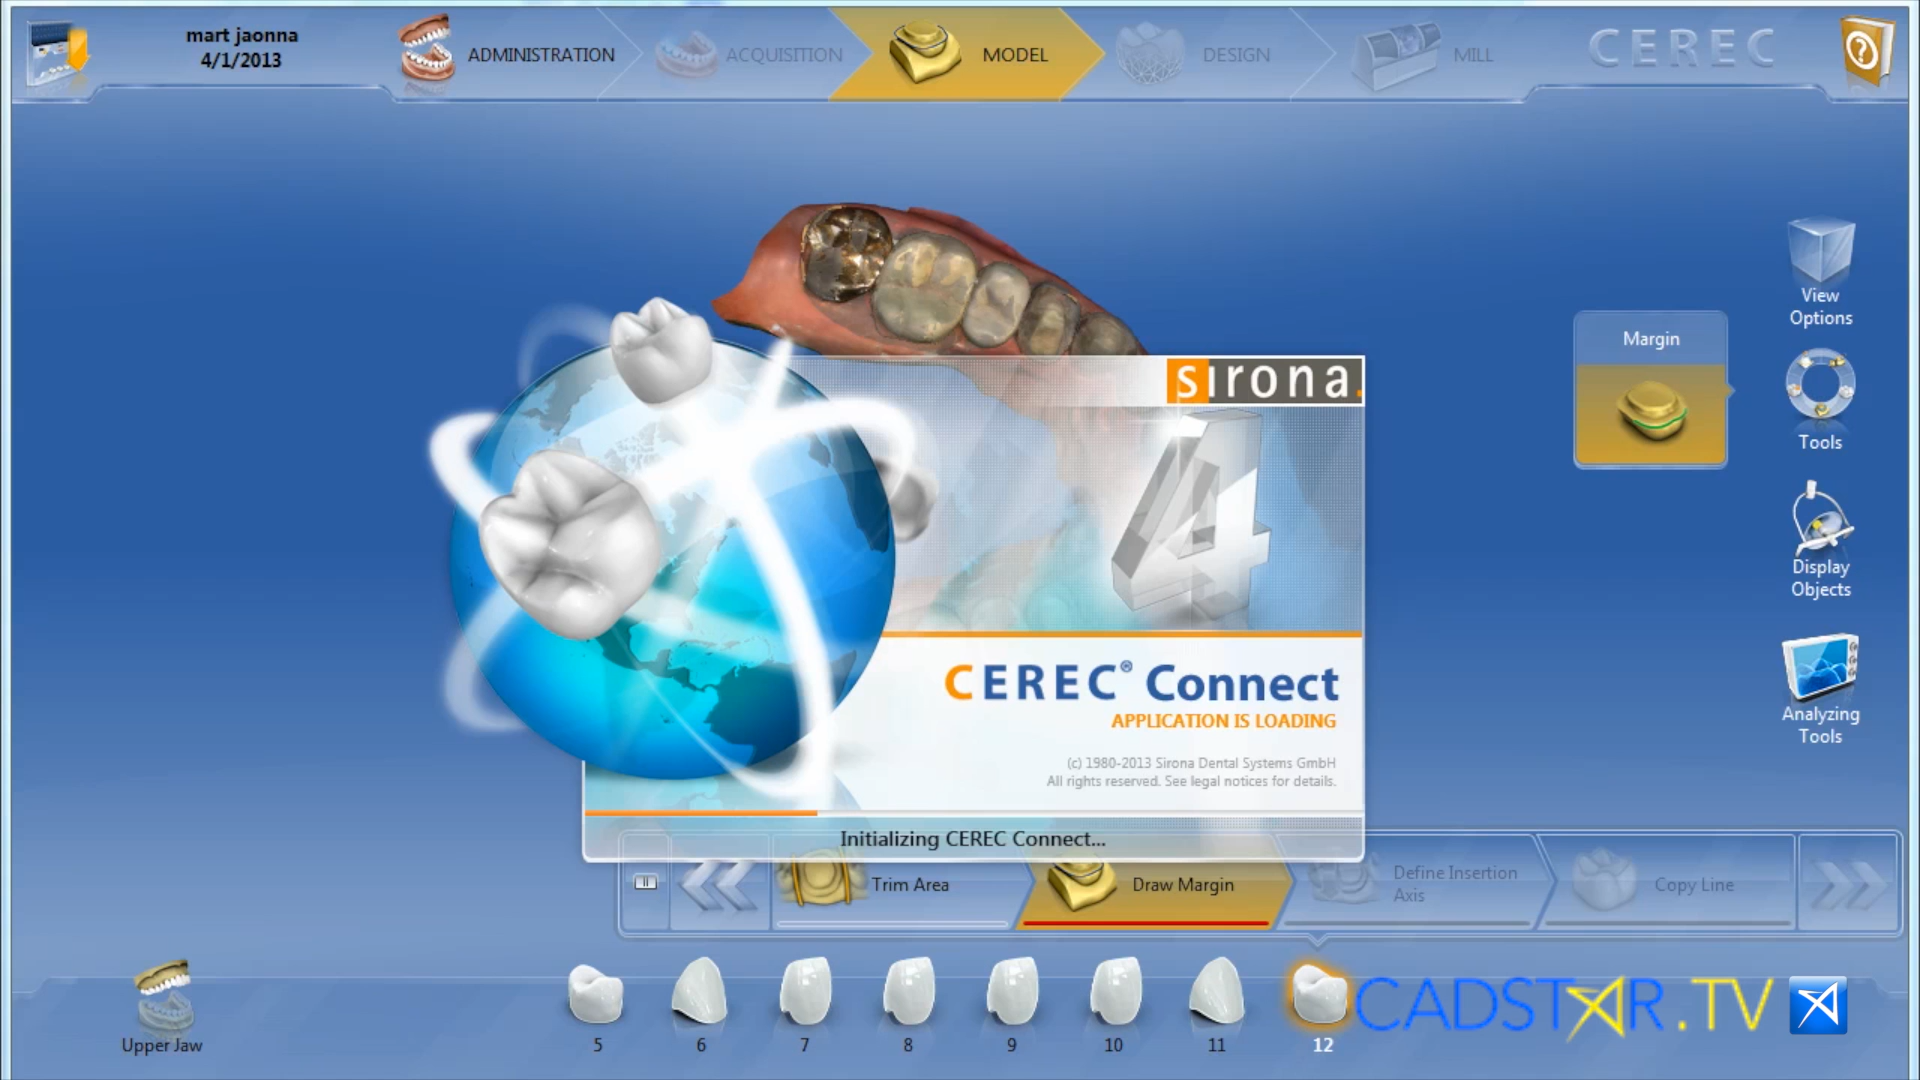 mart jaonna
4/1/2013
ADMINISTRATION
ACQUISITION
MODEL
DESIGN
MILL
CEREC
?
View
Options
Margin
Tools
Display
Objects
Analyzing
Tools
sirona.
4
CEREC® Connect
APPLICATION IS LOADING
(c) 1980-2013 Sirona Dental Systems GmbH
All rights reserved. See legal notices for details.
Initializing CEREC Connect...
Trim Area
Draw Margin
Define Insertion
Axis
Copy Line
Upper Jaw
5
6
7
8
9
10
11
12
CADSTAR.TV